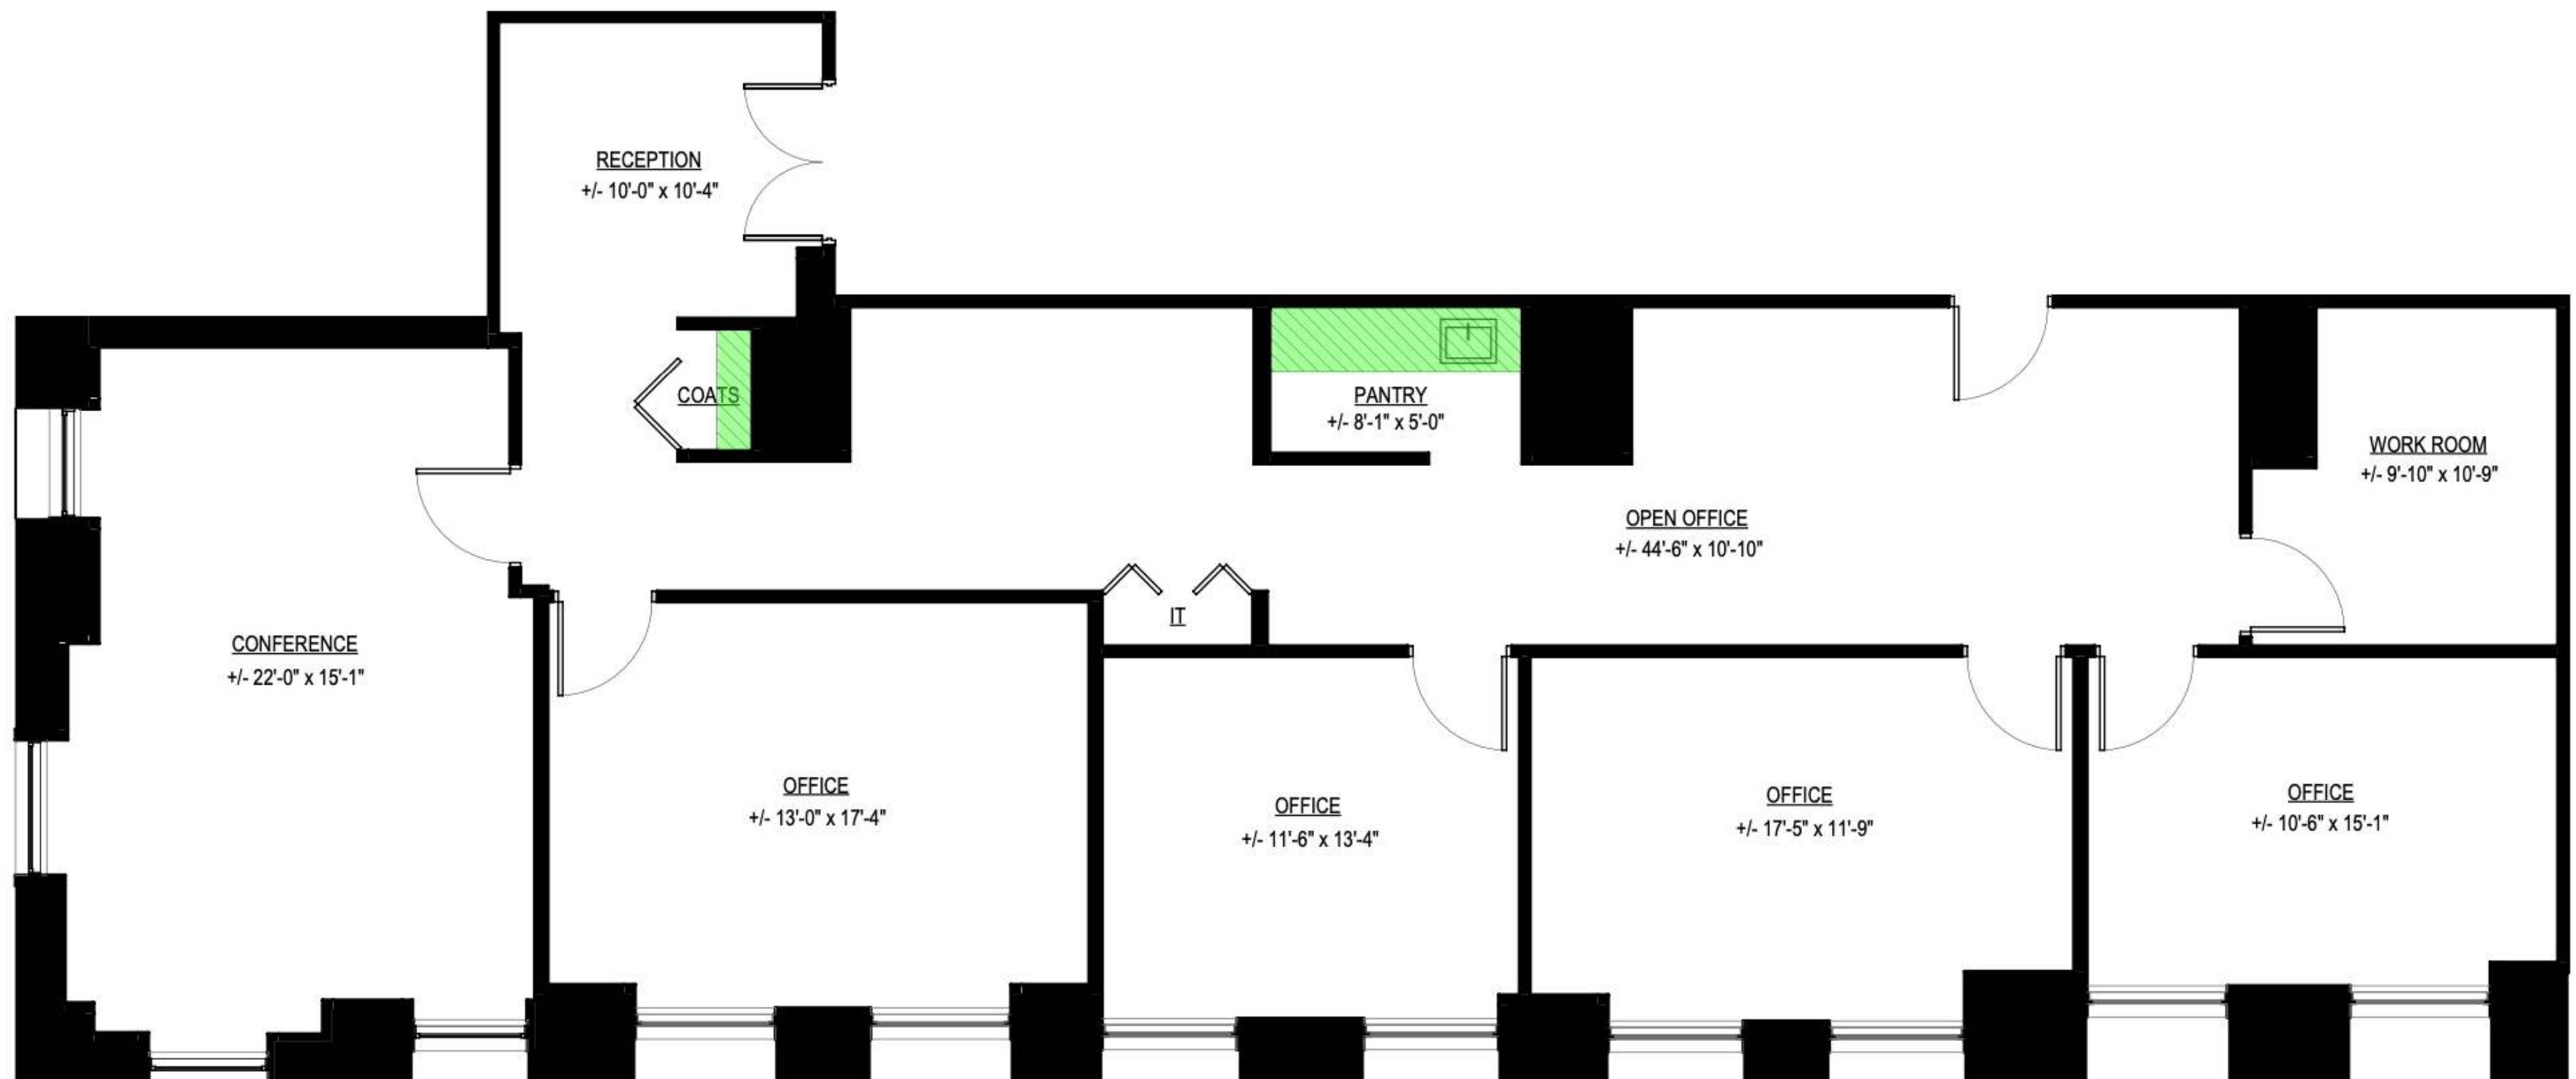 RECEPTION
+/- 10'-0" x 10'-4"
COATS
PANTRY
+/- 8'-1" x 5'-0"
WORK ROOM
+/- 9'-10" x 10'-9"
OPEN OFFICE
+/- 44'-6" x 10'-10"
IT
CONFERENCE
+/- 22'-0" x 15'-1"
OFFICE
+/- 13'-0" x 17'-4"
OFFICE
+/- 11'-6" x 13'-4"
OFFICE
+/- 17'-5" x 11'-9"
OFFICE
+/- 10'-6" x 15'-1"